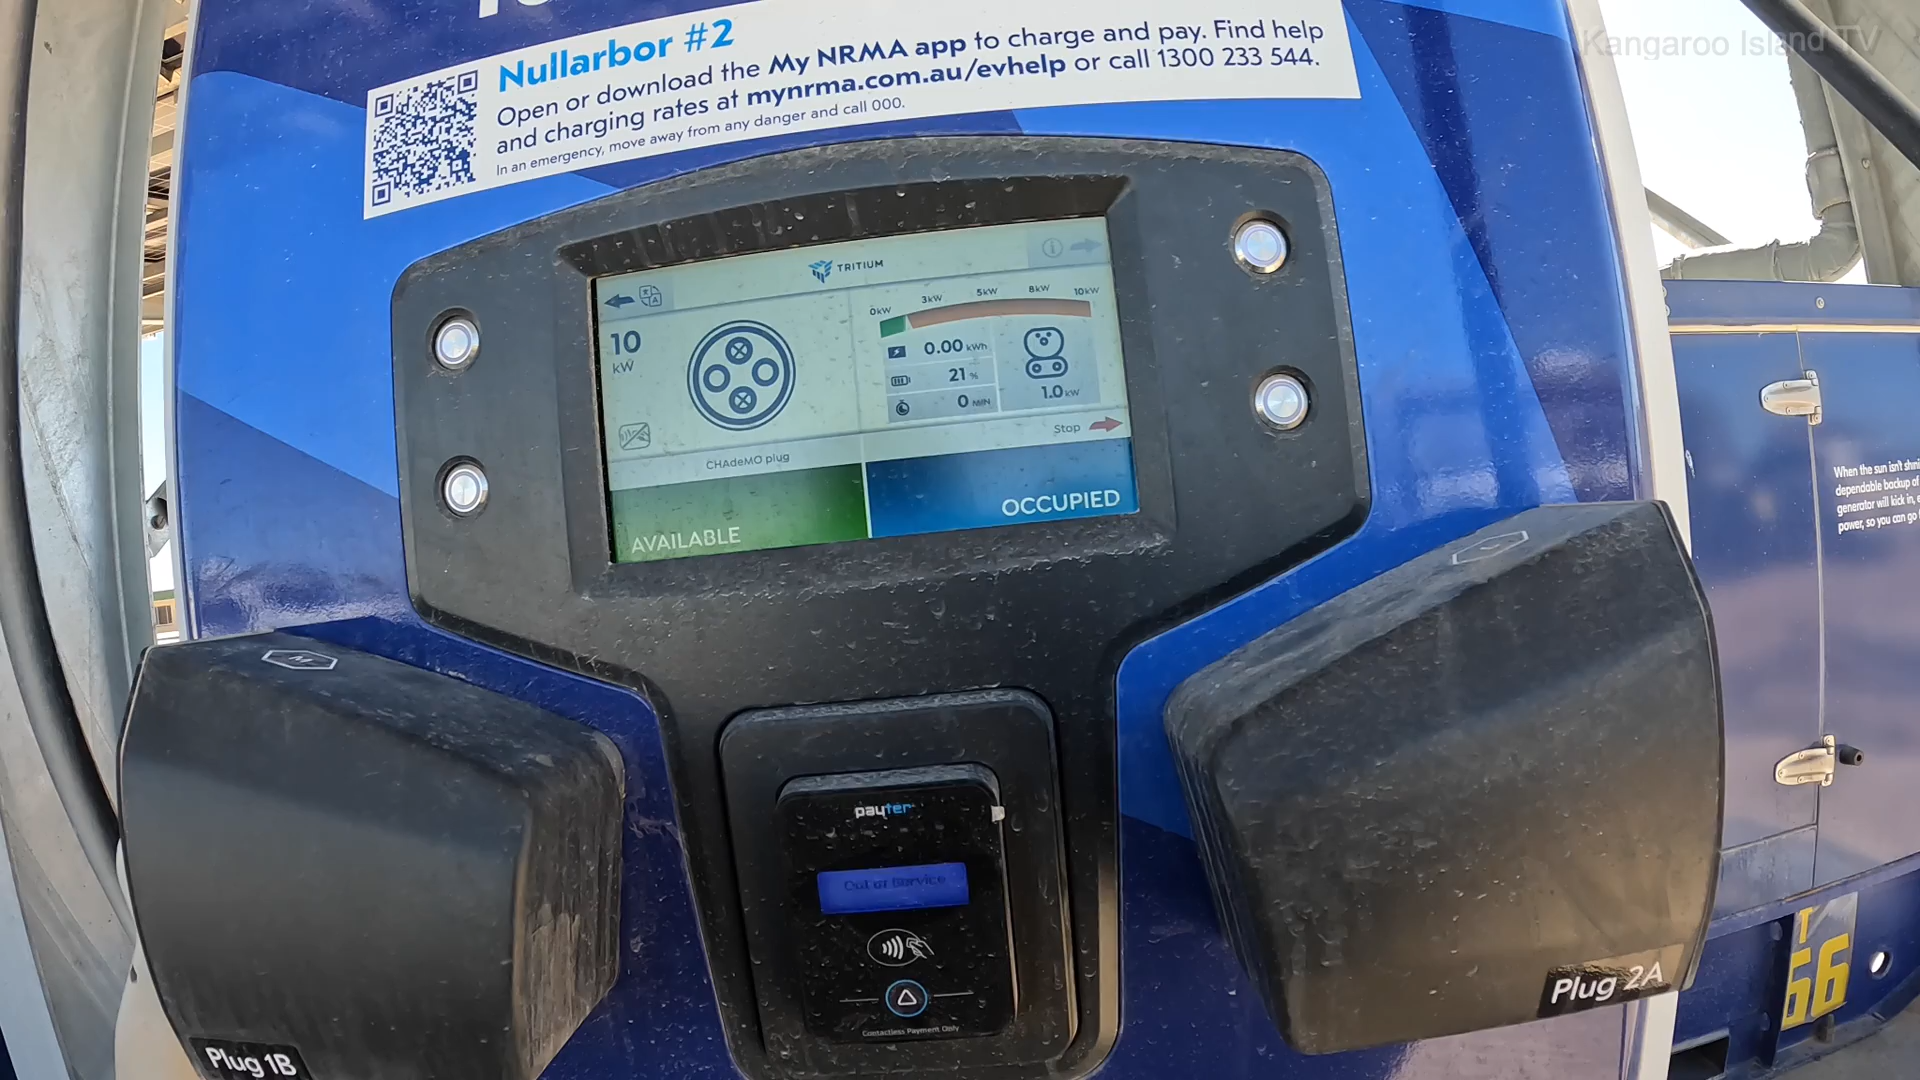 Kangaroo Island TV
Nullarbor #2
Open or download the My NRMA app to charge and pay. Find help
and charging rates at mynrma.com.au/evhelp or call 1300 233 544.
In an emergency, move away from any danger and call 000.
TRITIUM
10
kW
0kW 3kW 5kW 8kW 10kW
0.00 kWh
21 %
0 MIN
1.0 kW
Stop
CHAdeMO plug
AVAILABLE
OCCUPIED
When the sun isn't shini
dependable backup of
generator will kick in, e
power, so you can go
payter
Out of Service
Contactless Payment Only
Plug 1B
Plug 2A
T
66